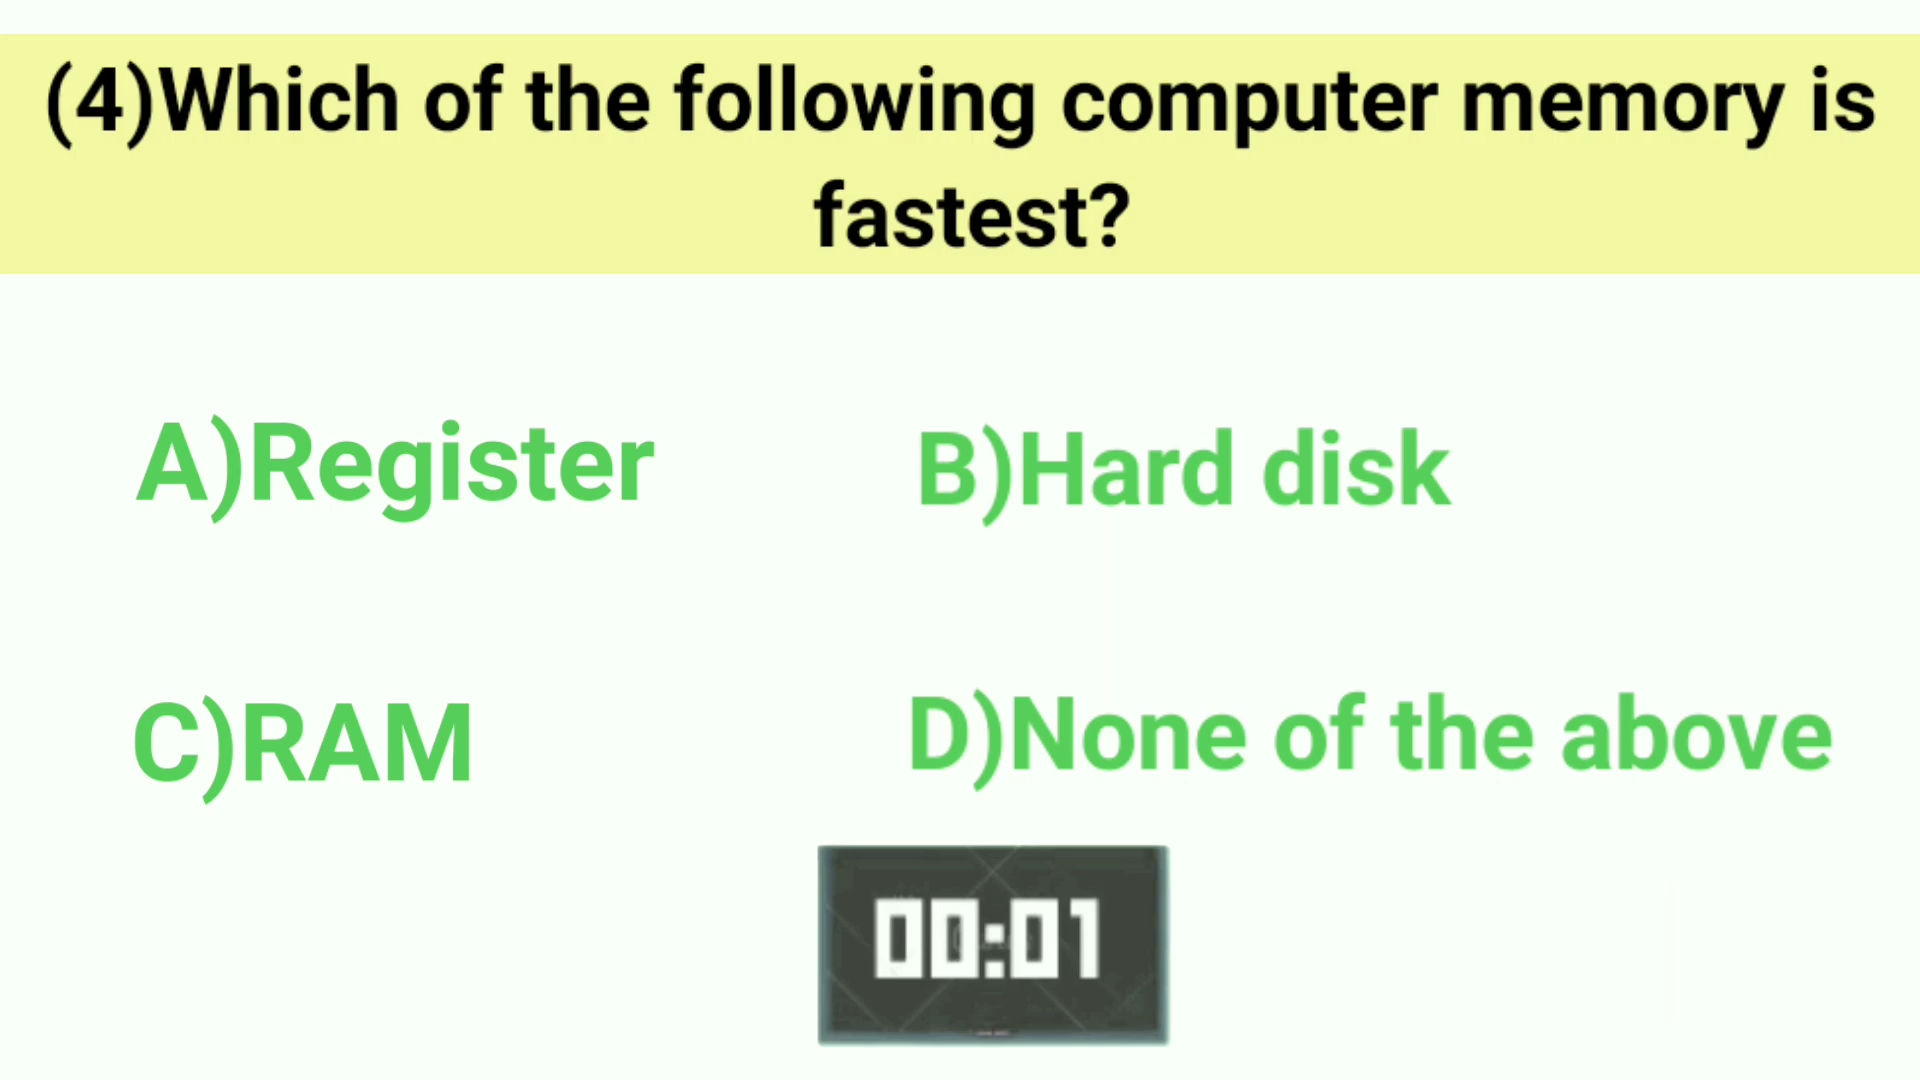 (4)Which of the following computer memory is
fastest?
A)Register
B)Hard disk
C)RAM
D)None of the above
00:01